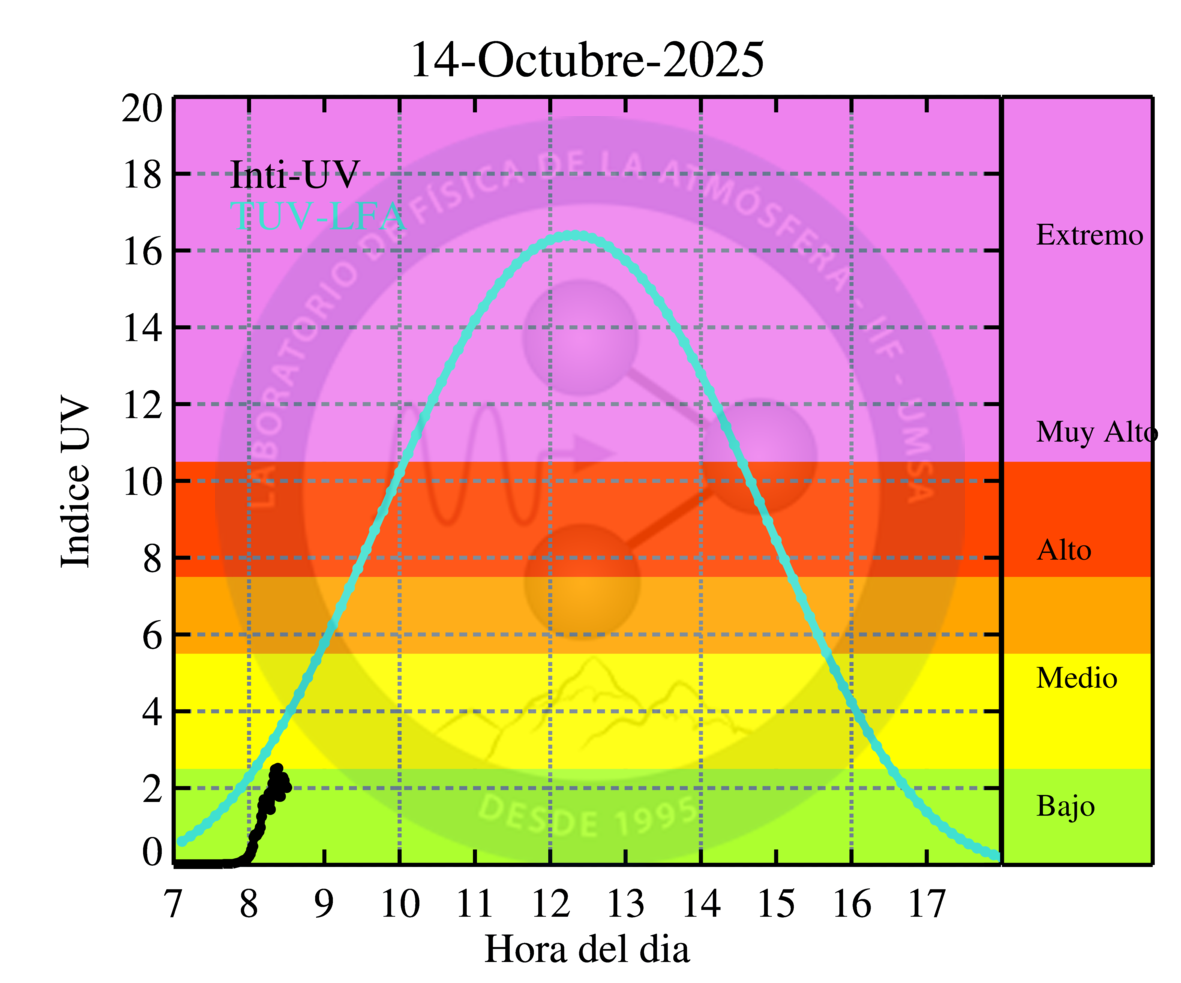 14-Octubre-2025
20
18
16
14
12
10
8
6
4
2
0
Indice UV
Inti-UV
TUV-LFA
LABORATORIO DE FÍSICA DE LA ATMÓSFERA - IIF - UMSA
DESDE 1995
Extremo
Muy Alto
Alto
Medio
Bajo
7 8 9 10 11 12 13 14 15 16 17
Hora del dia